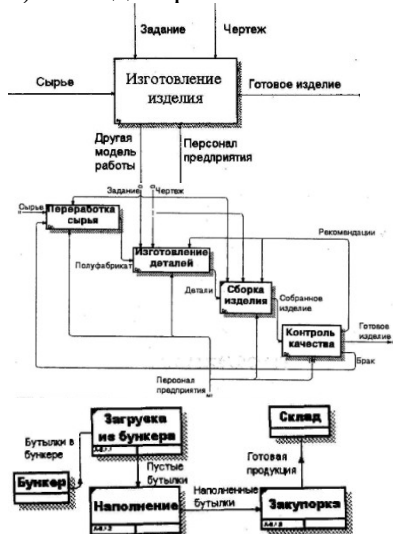 Задание
Чертеж
Сырье
Изготовление
изделия
Готовое изделие
Другая
модель
работы
Персонал
предприятия
Задание
Чертеж
Сырье
Переработка
сырья
Рекомендации
Изготовление
деталей
Полуфабрикат
Детали
Сборка
изделия
Собранное
изделие
Контроль
качества
Готовое
изделие
Брак
Персонал
предприятия
Загрузка
из бункера
Склад
Бутылки в
бункере
Пустые
бутылки
Готовая
продукция
Бункер
Наполнение
Наполненные
бутылки
Закупорка